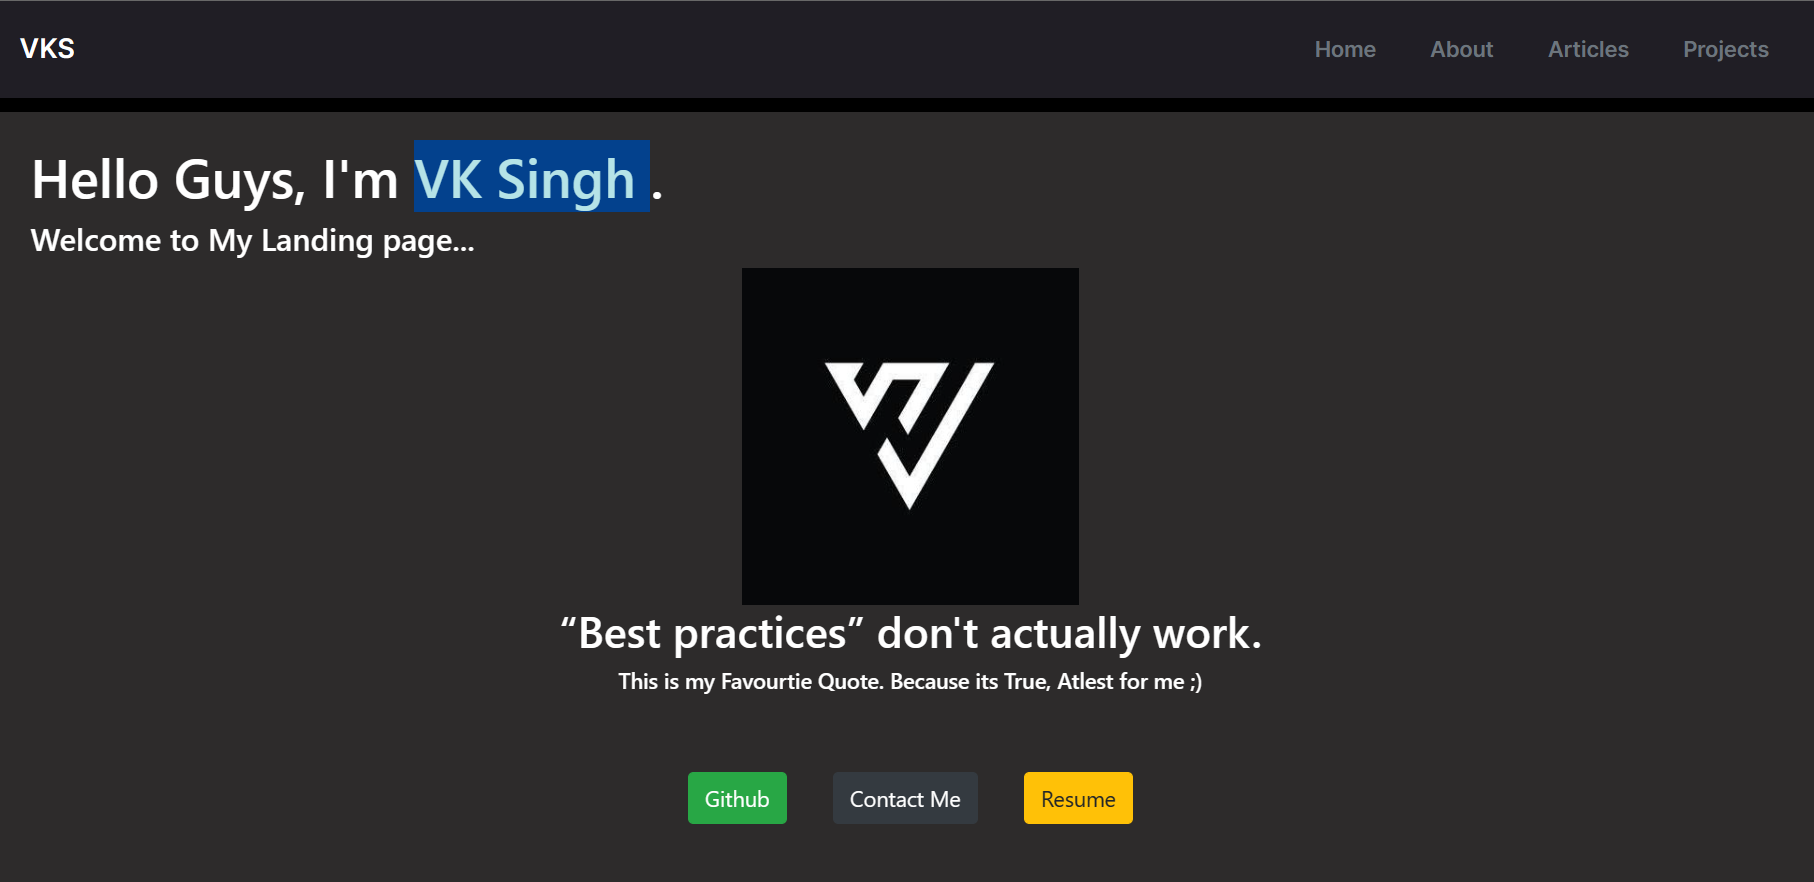 VKS
Home About Articles Projects
Hello Guys, I'm VK Singh .
Welcome to My Landing page...
“Best practices” don't actually work.
This is my Favourtie Quote. Because its True, Atlest for me ;)
Github Contact Me Resume